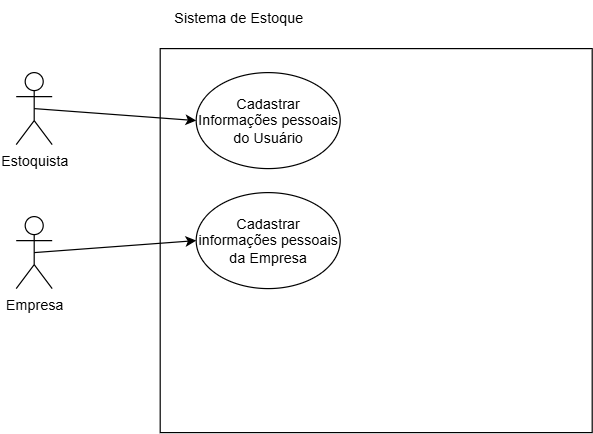 Sistema de Estoque
Cadastrar
Informações pessoais
do Usuário
Estoquista
Cadastrar
informações pessoais
da Empresa
Empresa